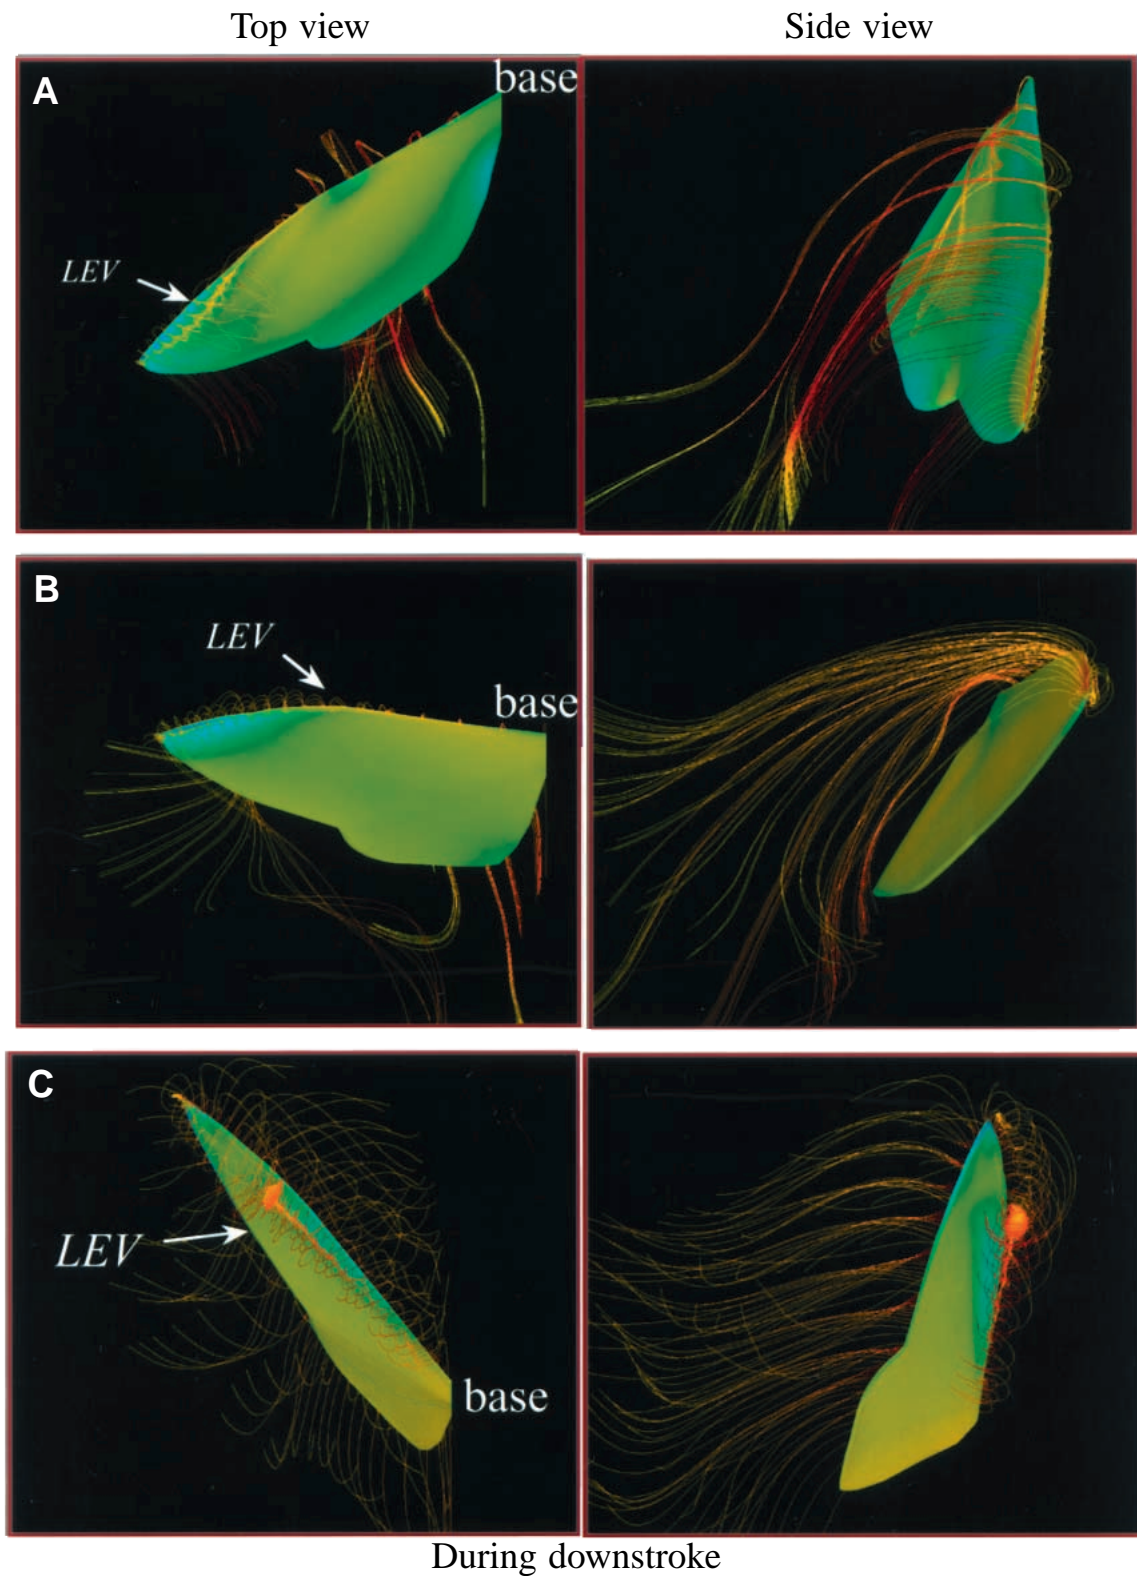 Top view
Side view
A
base
LEV
B
LEV
base
C
LEV
base
During downstroke